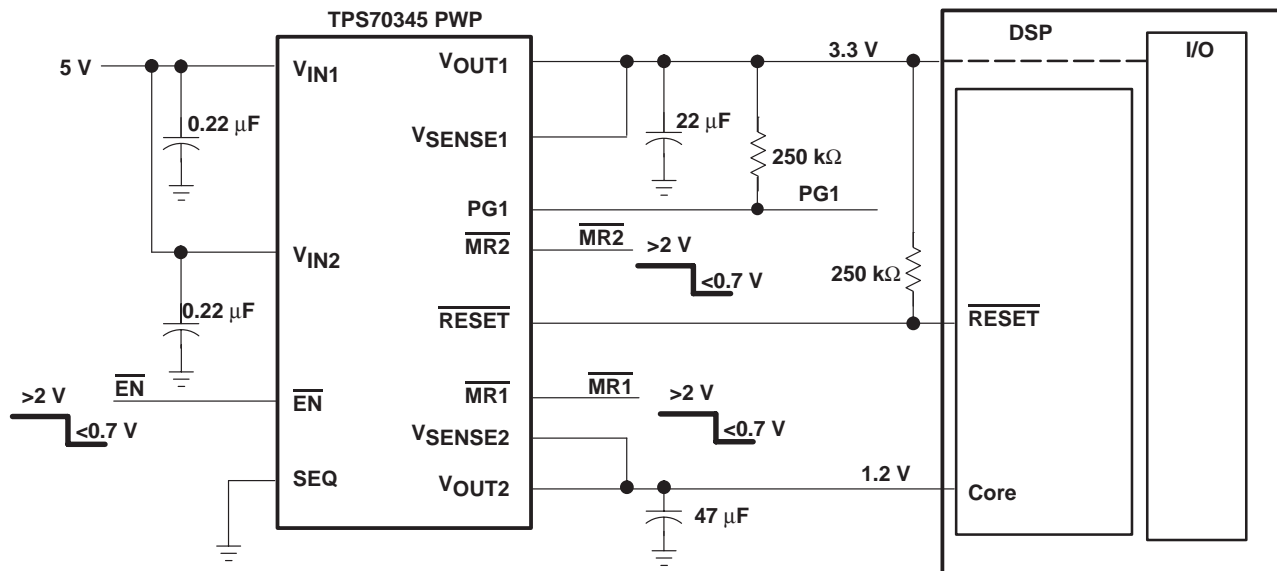 TPS70345 PWP
DSP
I/O
5 V
VIN1
VOUT1
3.3 V
0.22 μF
VSENSE1
22 μF
250 kΩ
PG1
PG1
MR2
MR2
>2 V
<0.7 V
VIN2
250 kΩ
0.22 μF
RESET
RESET
EN
EN
>2 V
<0.7 V
MR1
MR1
>2 V
<0.7 V
VSENSE2
SEQ
VOUT2
1.2 V
Core
47 μF